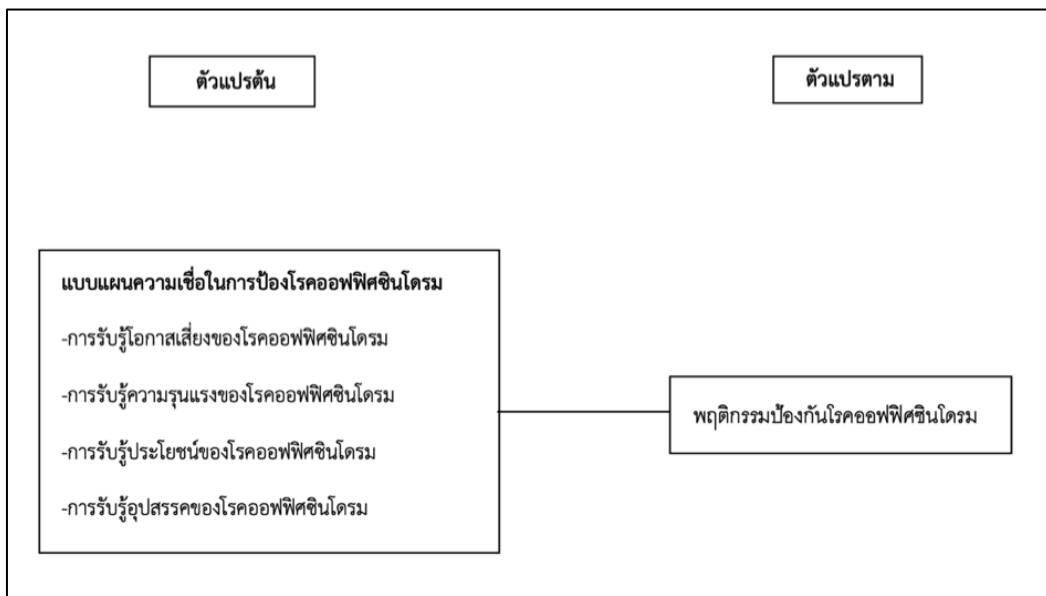 ตัวแปรต้น
ตัวแปรตาม
แบบแผนความเชื่อในการป้องโรคออฟฟิศซินโดรม
-การรับรู้โอกาสเสี่ยงของโรคออฟฟิศซินโดรม
-การรับรู้ความรุนแรงของโรคออฟฟิศซินโดรม
-การรับรู้ประโยชน์ของโรคออฟฟิศซินโดรม
-การรับรู้อุปสรรคของโรคออฟฟิศซินโดรม
พฤติกรรมป้องกันโรคออฟฟิศซินโดรม